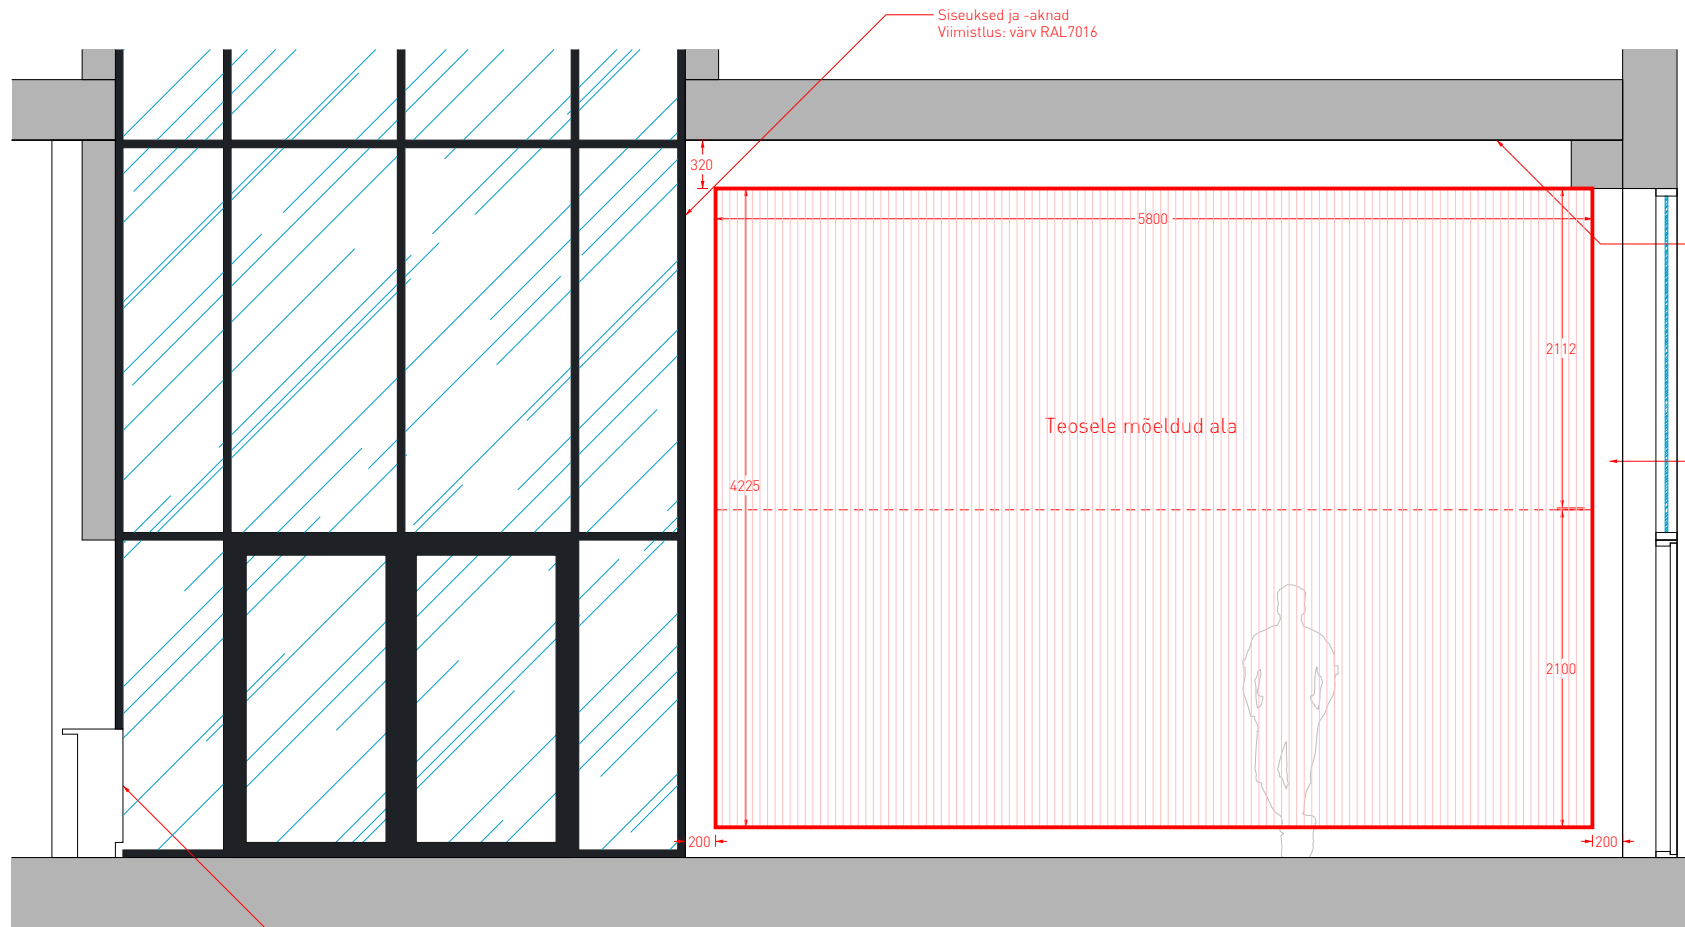 Siseuksed ja -aknad
Viimistlus: värv RAL7016
320
5800
2112
Teosele mõeldud ala
4225
2100
200
200